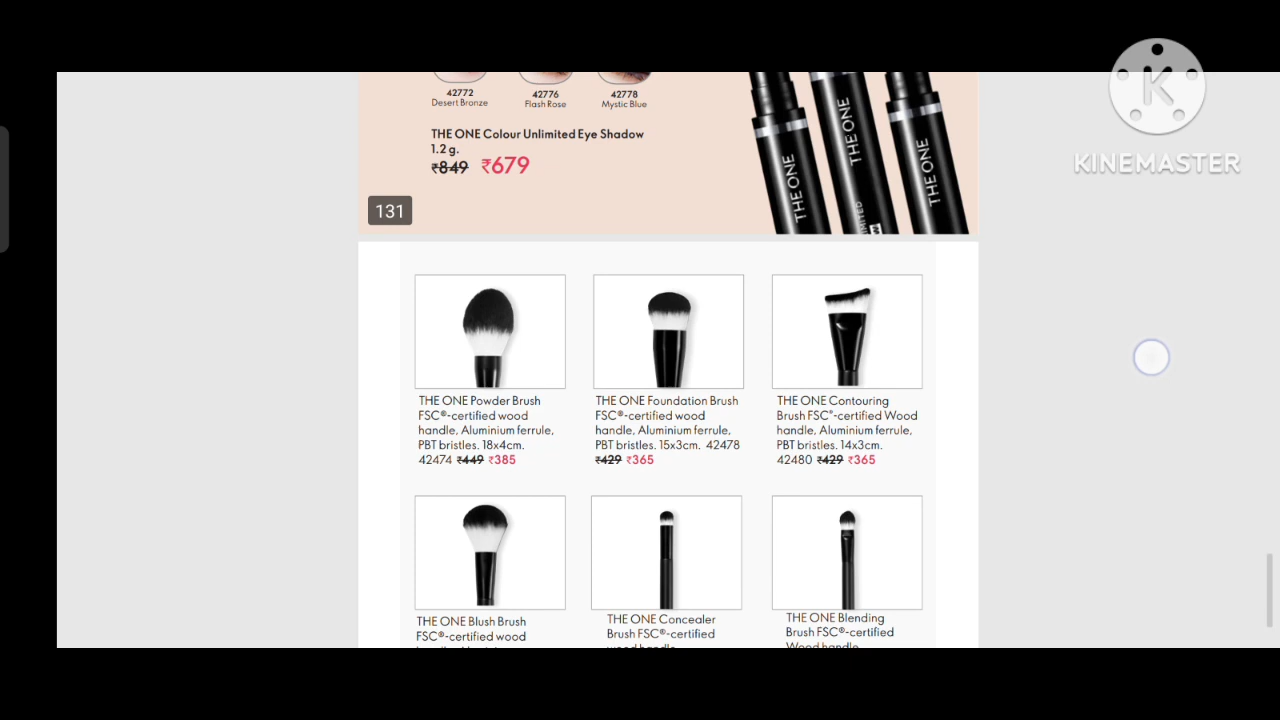 42772
Desert Bronze
42776
Flash Rose
42778
Mystic Blue
THE ONE Colour Unlimited Eye Shadow
1.2 g.
₹849 ₹679
131
THE ONE
THE ONE
THE ONE
KINEMASTER
THE ONE Powder Brush
FSC®-certified wood
handle, Aluminium ferrule,
PBT bristles. 18x4cm.
42474 ₹449 ₹385
THE ONE Foundation Brush
FSC®-certified wood
handle, Aluminium ferrule,
PBT bristles. 15x3cm. 42478
₹429 ₹365
THE ONE Contouring
Brush FSC®-certified Wood
handle, Aluminium ferrule,
PBT bristles. 14x3cm.
42480 ₹429 ₹365
THE ONE Blush Brush
FSC®-certified wood
THE ONE Concealer
Brush FSC®-certified
THE ONE Blending
Brush FSC®-certified
Wood handle